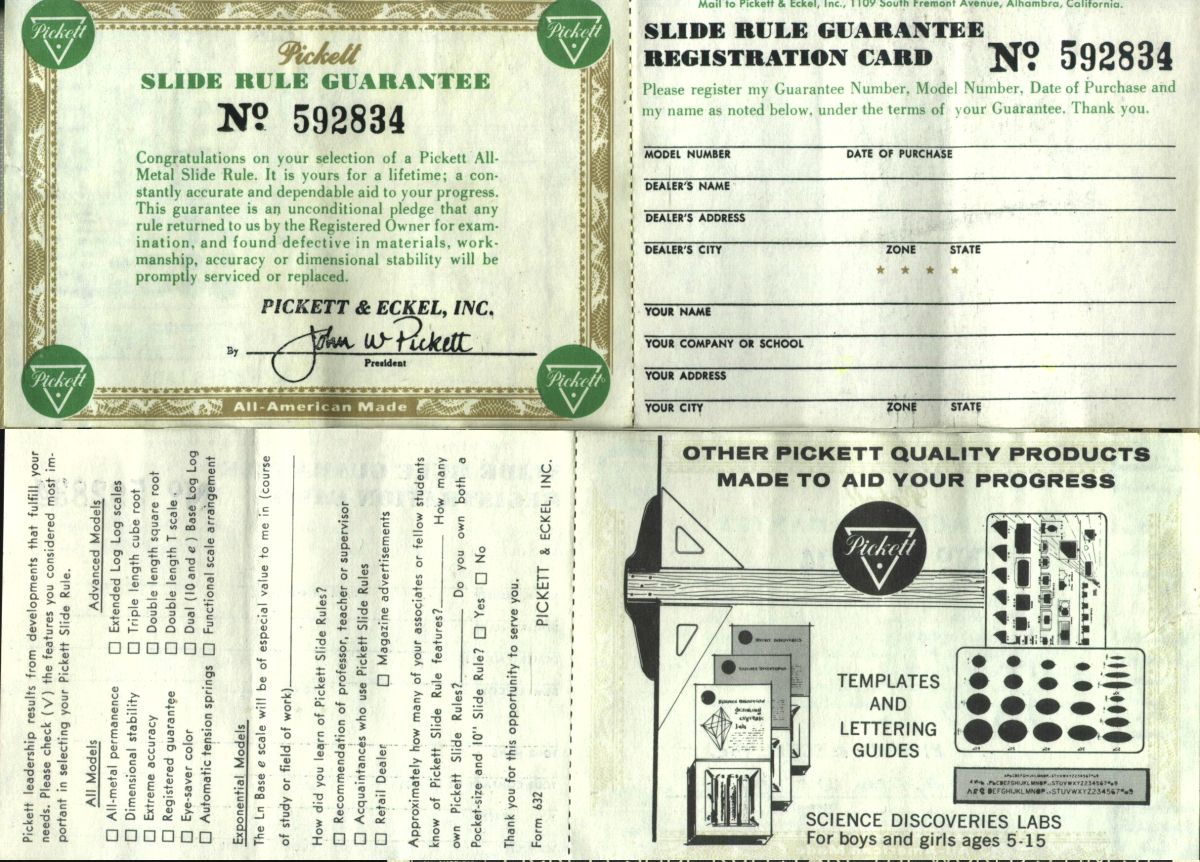 Pickett
Pickett
Pickett
SLIDE RULE GUARANTEE
Nº 592834
Congratulations on your selection of a Pickett All-
Metal Slide Rule. It is yours for a lifetime; a con-
stantly accurate and dependable aid to your progress.
This guarantee is an unconditional pledge that any
rule returned to us by the Registered Owner for exam-
ination, and found defective in materials, work-
manship, accuracy or dimensional stability will be
promptly serviced or replaced.
PICKETT & ECKEL, INC.
By John W Pickett
President
Pickett
Pickett
All-American Made
Mail to Pickett & Eckel, Inc., 1109 South Fremont Avenue, Alhambra, California.
SLIDE RULE GUARANTEE
REGISTRATION CARD Nº 592834
Please register my Guarantee Number, Model Number, Date of Purchase and
my name as noted below, under the terms of your Guarantee. Thank you.
MODEL NUMBER DATE OF PURCHASE
DEALER'S NAME
DEALER'S ADDRESS
DEALER'S CITY ZONE STATE
YOUR NAME
YOUR COMPANY OR SCHOOL
YOUR ADDRESS
YOUR CITY ZONE STATE
Pickett leadership results from developments that fulfill your
needs. Please check (V) the features you considered most im-
portant in selecting your Pickett Slide Rule.
All Models Advanced Models
□ All-metal permanence □ Extended Log Log scales
□ Dimensional stability □ Triple length cube root
□ Extreme accuracy □ Double length square root
□ Registered guarantee □ Double length T scale
□ Eye-saver color □ Dual (10 and e) Base Log Log
□ Automatic tension springs □ Functional scale arrangement
Exponential Models
The Ln Base e scale will be of especial value to me in (course
of study or field of work)
How did you learn of Pickett Slide Rules?
□ Recommendation of professor, teacher or supervisor
□ Acquaintances who use Pickett Slide Rules
□ Retail Dealer □ Magazine advertisements
Approximately how many of your associates or fellow students
know of Pickett Slide Rule features? How many
own Pickett Slide Rules? Do you own both a
Pocket-size and 10" Slide Rule? □ Yes □ No
Thank you for this opportunity to serve you.
Form 632 PICKETT & ECKEL INC.
OTHER PICKETT QUALITY PRODUCTS
MADE TO AID YOUR PROGRESS
Pickett
TEMPLATES
AND
LETTERING
GUIDES
SCIENCE DISCOVERIES LABS
For boys and girls ages 5-15